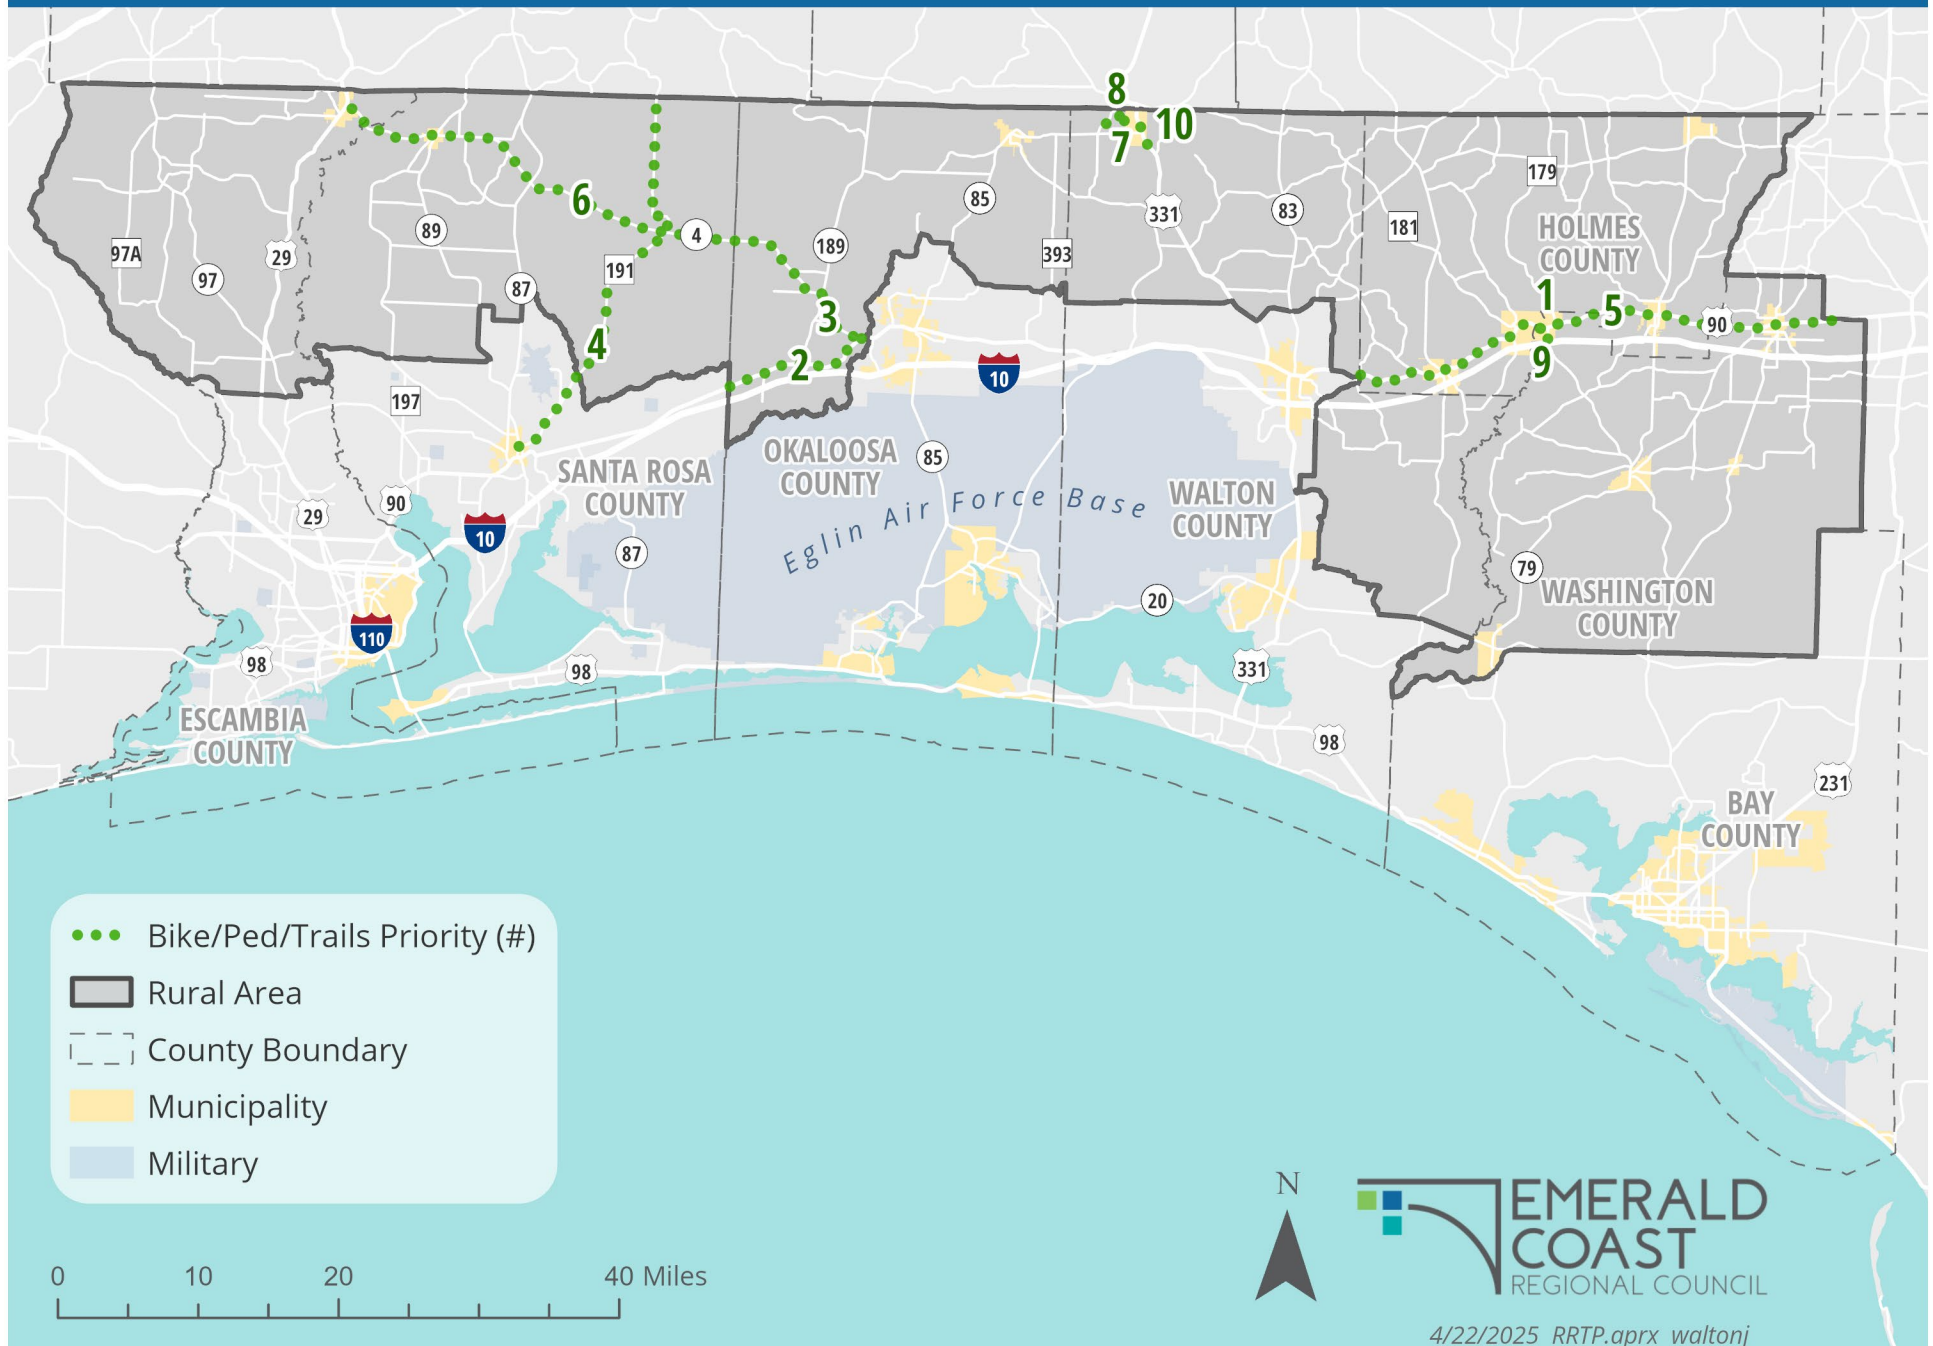 8
10
7
6
4
85
331
83
179
181
HOLMES
COUNTY
97A
97
29
89
87
191
189
393
1
5
90
3
4
2
9
10
197
OKALOOSA
COUNTY
85
SANTA ROSA
COUNTY
WALTON
COUNTY
Eglin Air Force Base
29
90
10
87
20
79
WASHINGTON
COUNTY
110
98
98
331
ESCAMBIA
COUNTY
98
231
BAY
COUNTY
Bike/Ped/Trails Priority (#)
Rural Area
County Boundary
Municipality
Military
0 10 20 40 Miles
N
EMERALD
COAST
REGIONAL COUNCIL
4/22/2025 RRTP.aprx waltonj